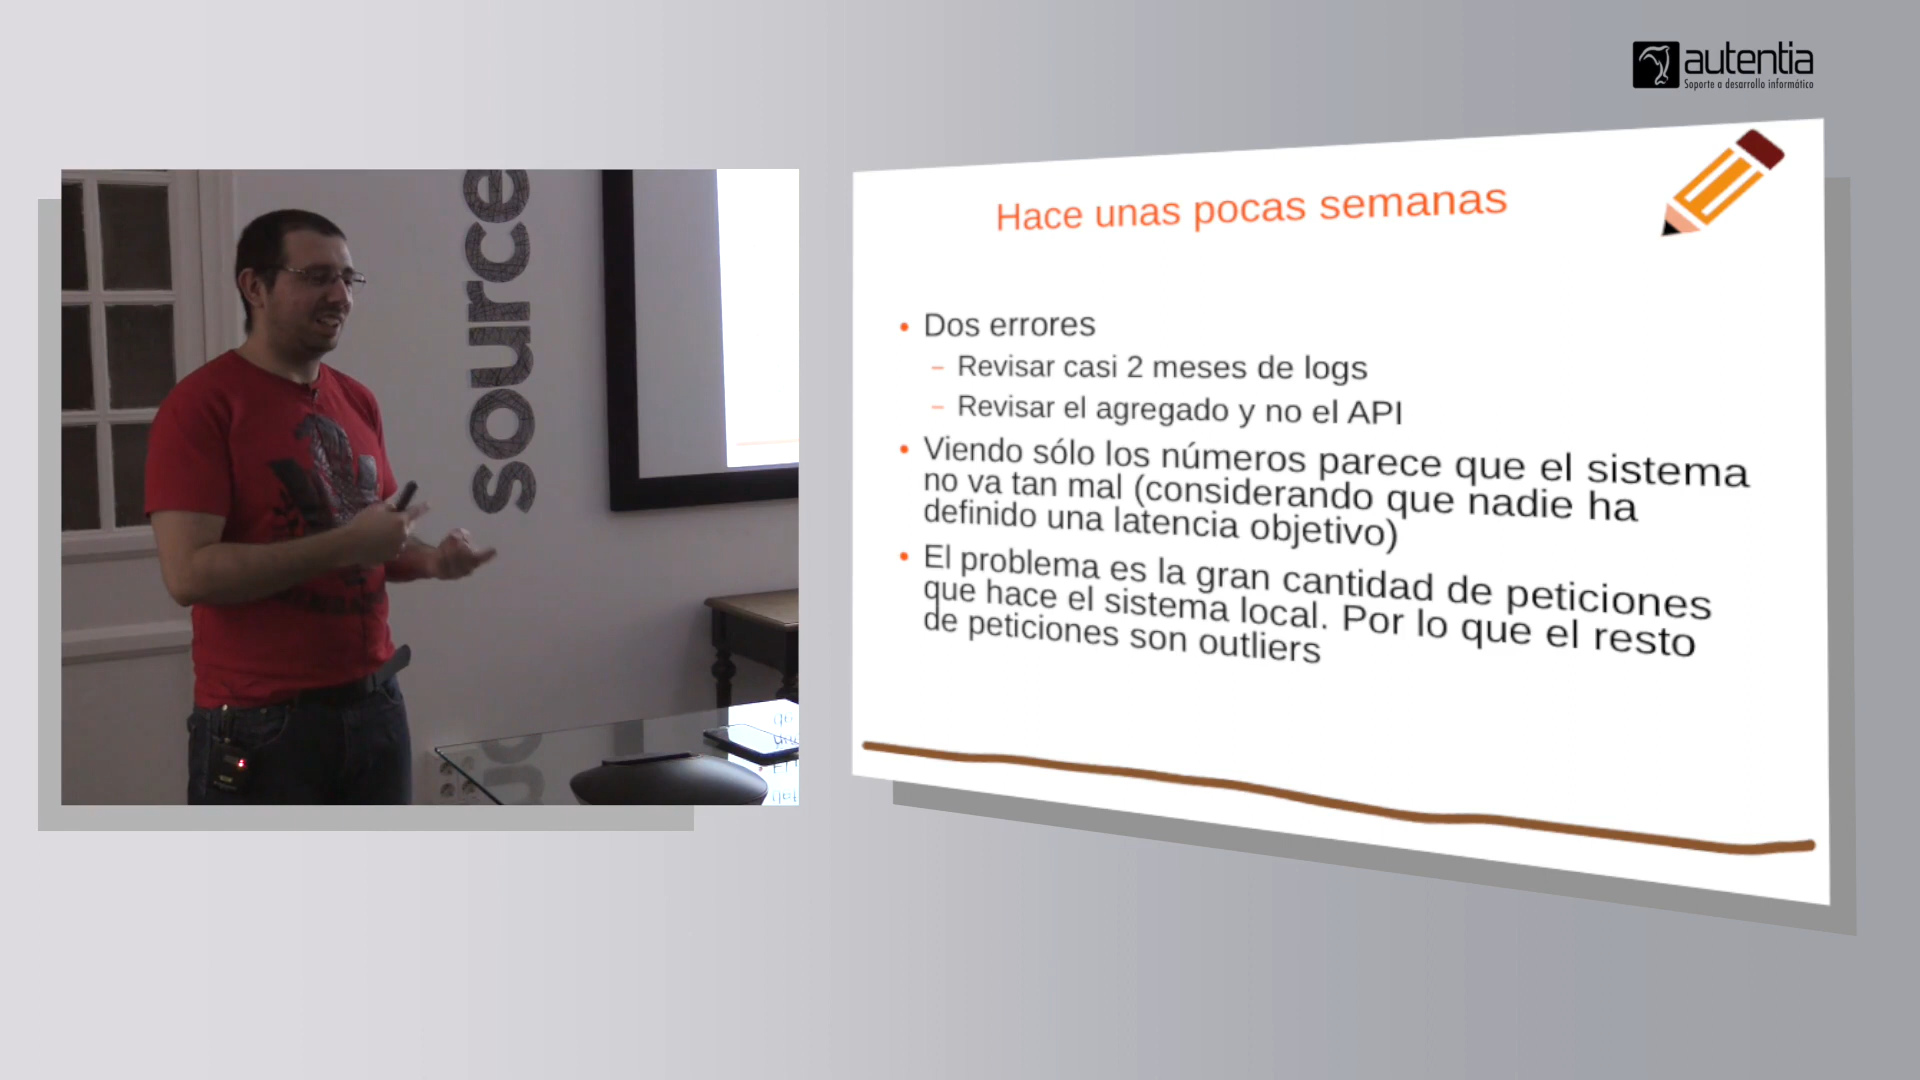 autentia
Soporte a desarrollo informático
source
Hace unas pocas semanas
• Dos errores
– Revisar casi 2 meses de logs
– Revisar el agregado y no el API
• Viendo sólo los números parece que el sistema
no va tan mal (considerando que nadie ha
definido una latencia objetivo)
• El problema es la gran cantidad de peticiones
que hace el sistema local. Por lo que el resto
de peticiones son outliers